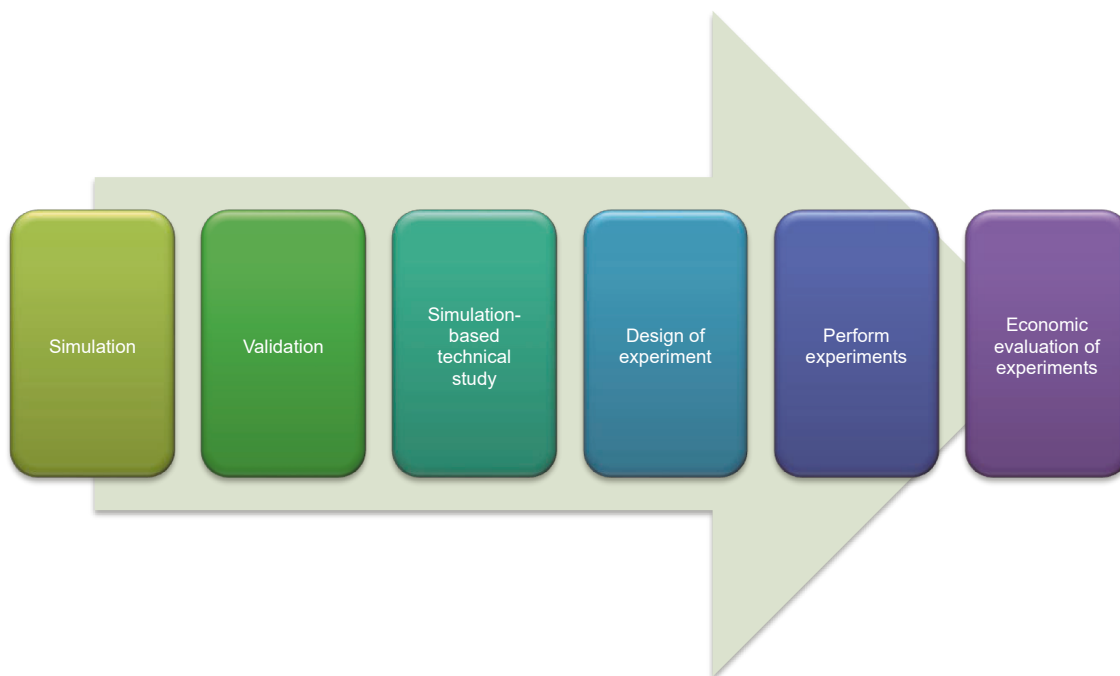 Simulation
Validation
Simulation-
based
technical
study
Design of
experiment
Perform
experiments
Economic
evaluation of
experiments